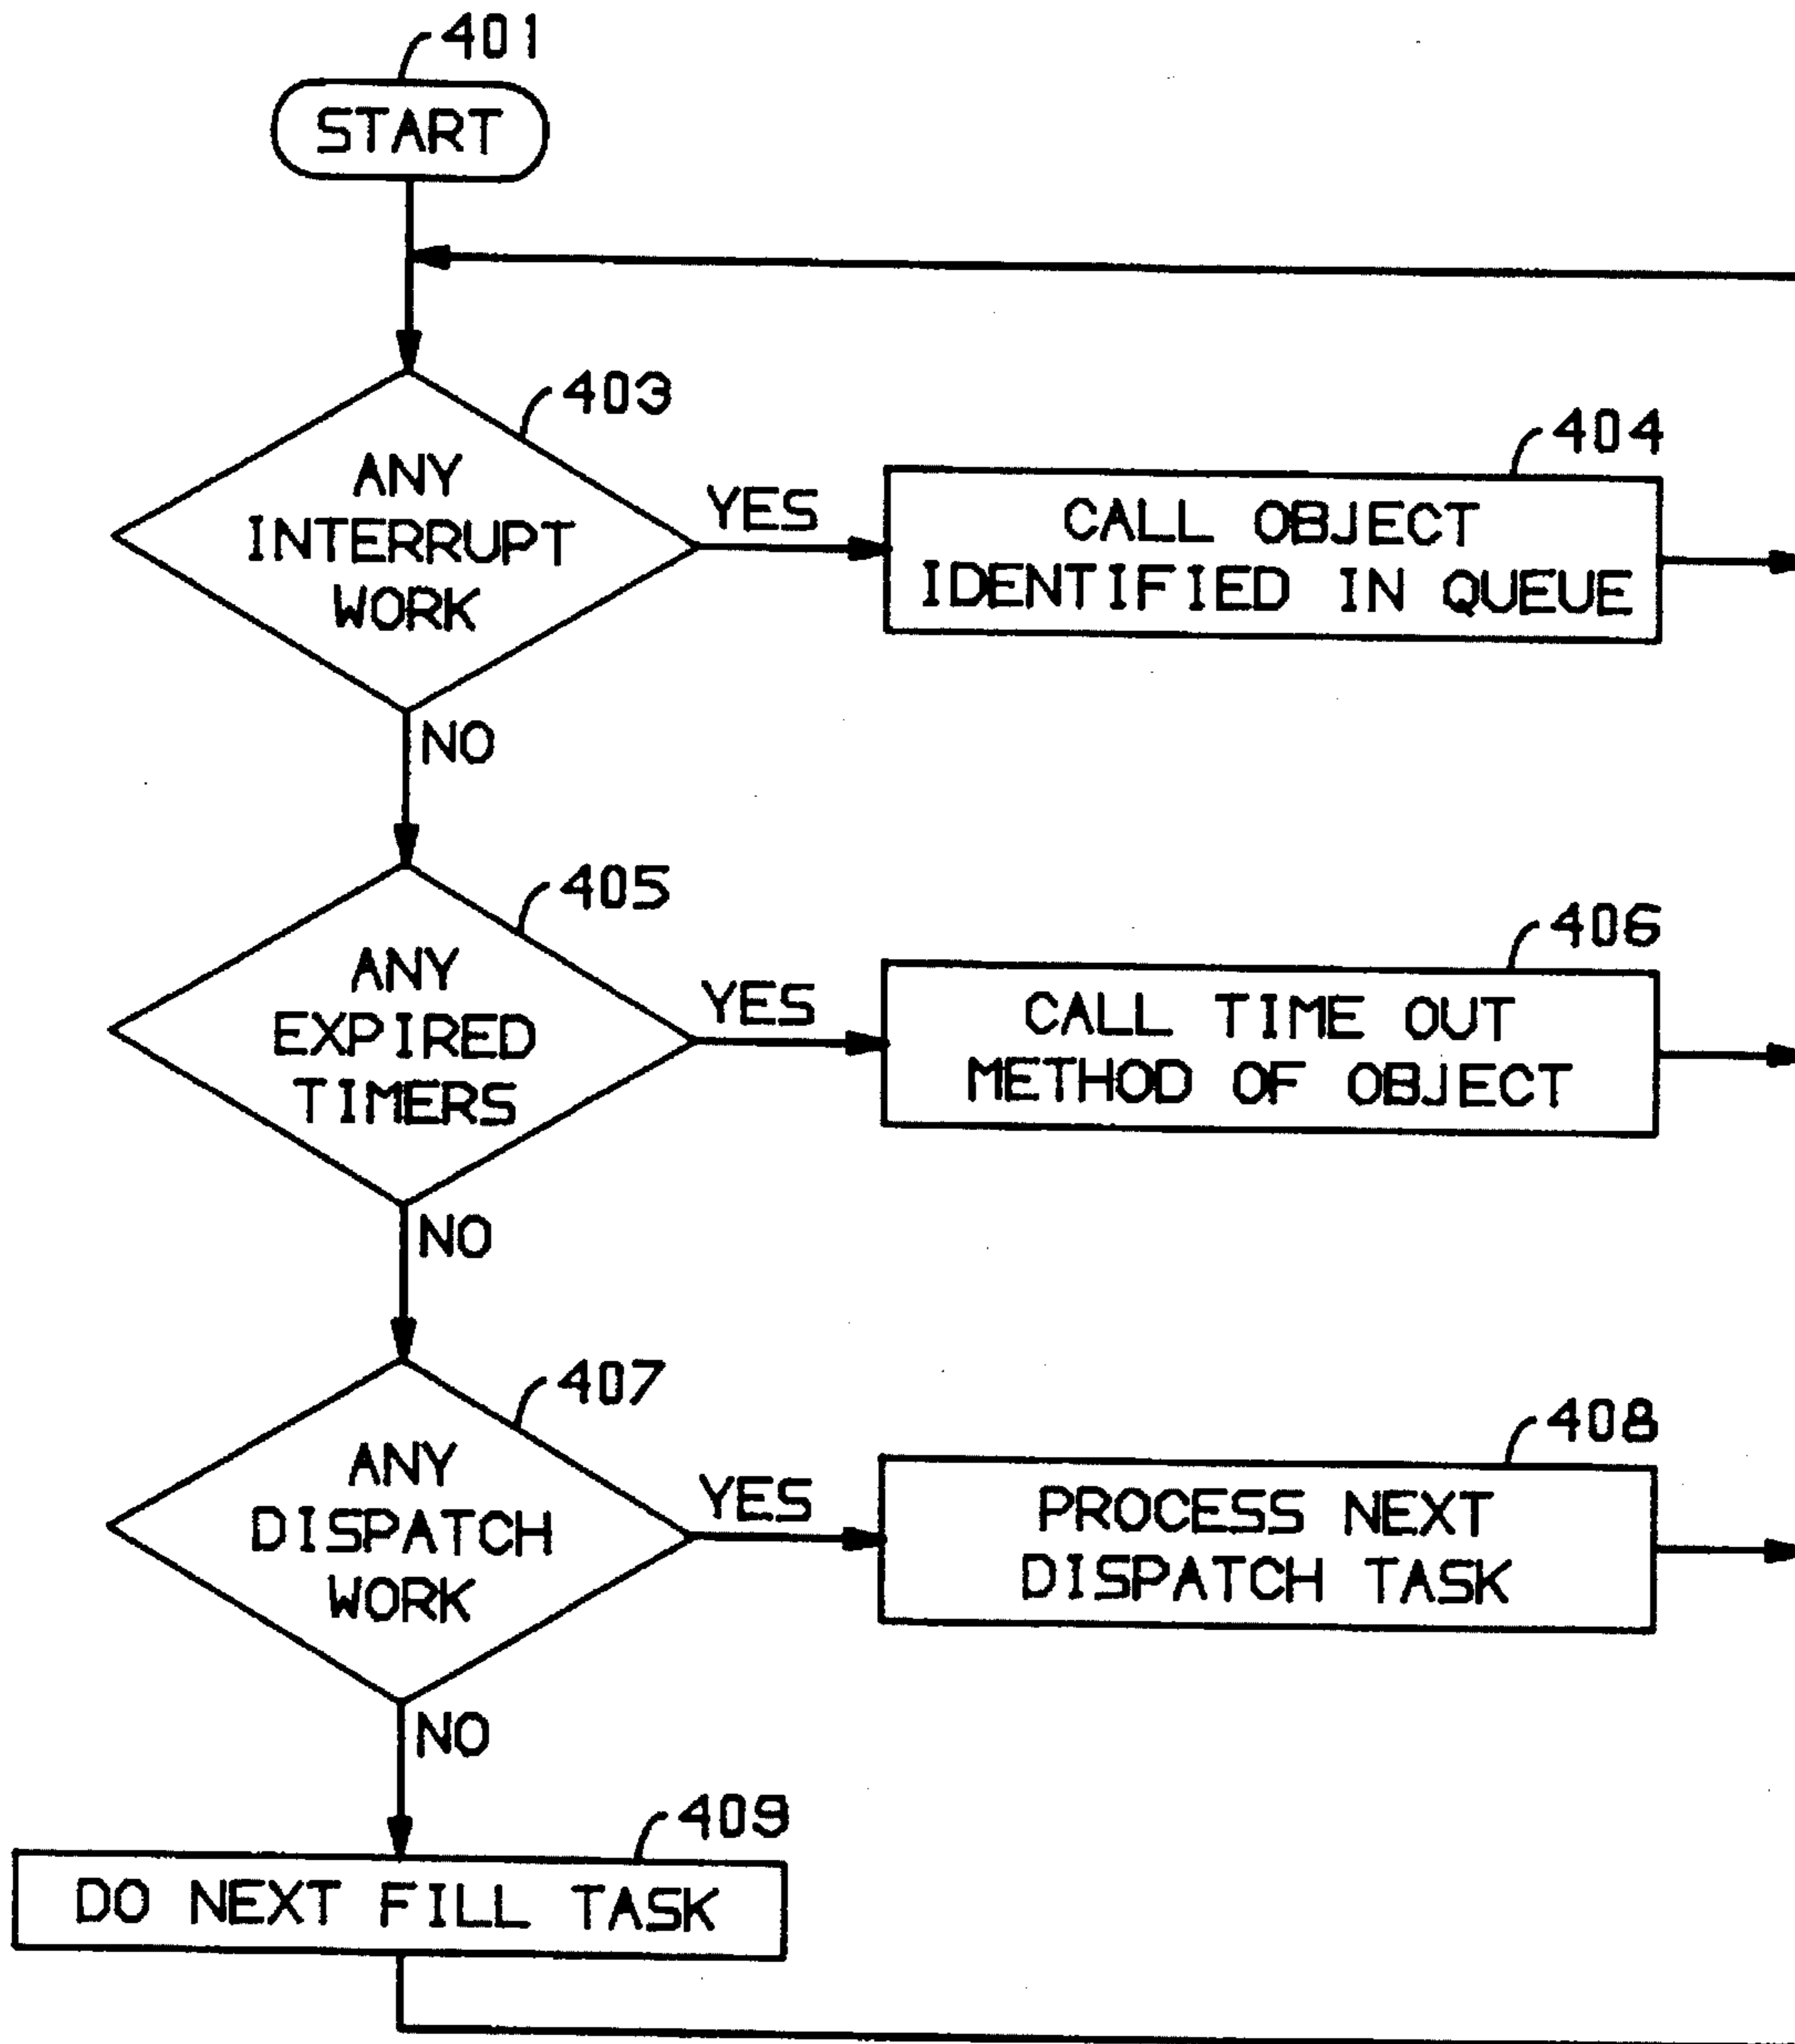 401
START
403
ANY
INTERRUPT
WORK
YES
404
CALL OBJECT
IDENTIFIED IN QUEUE
NO
405
ANY
EXPIRED
TIMERS
YES
406
CALL TIME OUT
METHOD OF OBJECT
NO
407
ANY
DISPATCH
WORK
YES
408
PROCESS NEXT
DISPATCH TASK
NO
409
DO NEXT FILL TASK